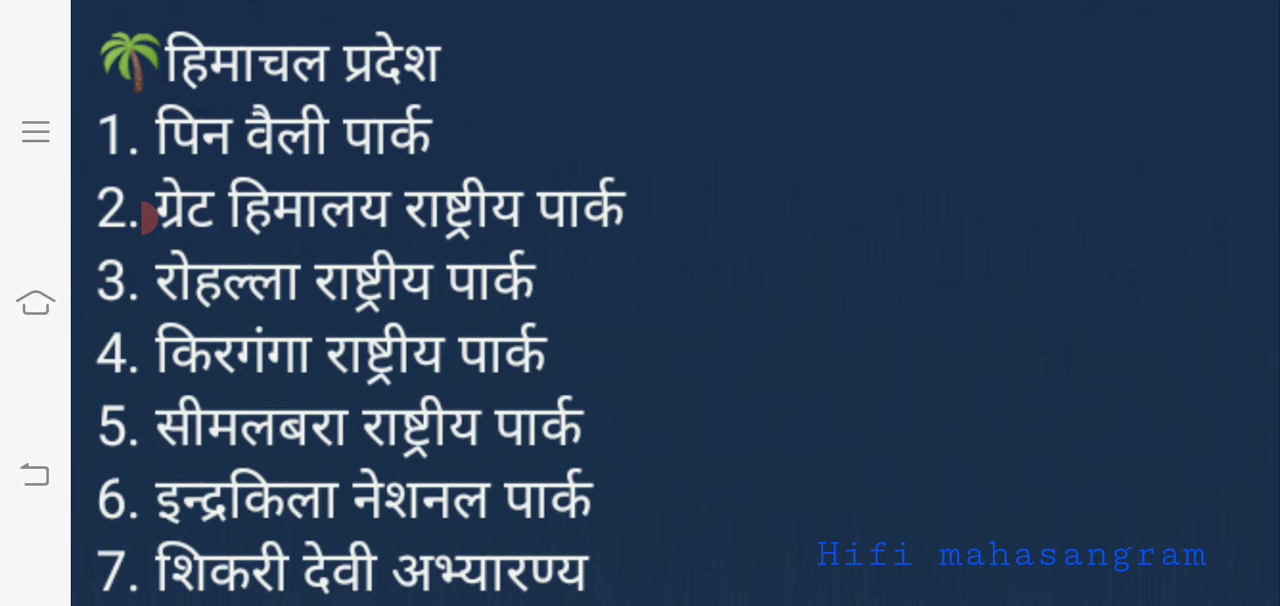 🌴हिमाचल प्रदेश
1. पिन वैली पार्क
2. ग्रेट हिमालय राष्ट्रीय पार्क
3. रोहल्ला राष्ट्रीय पार्क
4. किरगंगा राष्ट्रीय पार्क
5. सीमलबरा राष्ट्रीय पार्क
6. इन्द्रकिला नेशनल पार्क
7. शिकरी देवी अभ्यारण्य
Hifi mahasangram